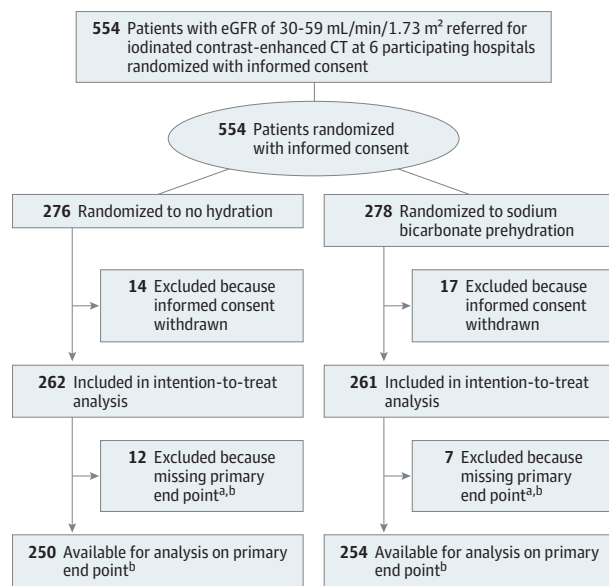 554 Patients with eGFR of 30-59 mL/min/1.73 m² referred for
iodinated contrast-enhanced CT at 6 participating hospitals
randomized with informed consent
554 Patients randomized
with informed consent
276 Randomized to no hydration
278 Randomized to sodium
bicarbonate prehydration
14 Excluded because
informed consent
withdrawn
17 Excluded because
informed consent
withdrawn
262 Included in intention-to-treat
analysis
261 Included in intention-to-treat
analysis
12 Excluded because
missing primary
end pointᵃ,ᵇ
7 Excluded because
missing primary
end pointᵃ,ᵇ
250 Available for analysis on primary
end pointᵇ
254 Available for analysis on primary
end pointᵇ